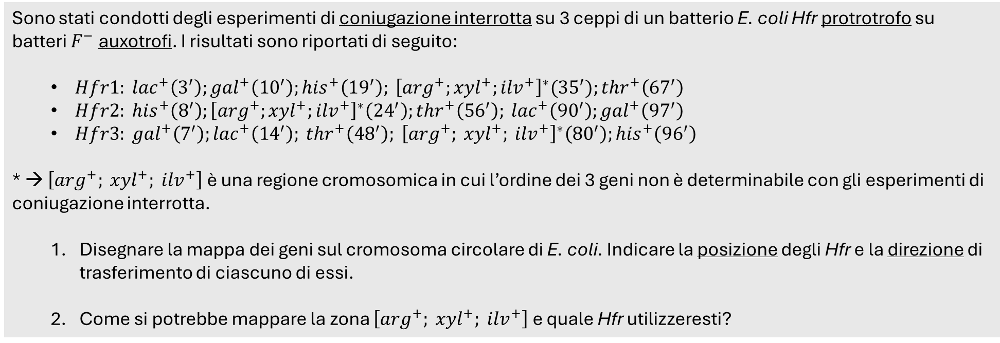 Sono stati condotti degli esperimenti di coniugazione interrotta su 3 ceppi di un batterio E. coli Hfr protrotrofo su
batteri F⁻ auxotrofi. I risultati sono riportati di seguito:
• Hfr1: lac⁺(3′); gal⁺(10′); his⁺(19′); [arg⁺; xyl⁺; ilv⁺]*(35′); thr⁺(67′)
• Hfr2: his⁺(8′); [arg⁺; xyl⁺; ilv⁺]*(24′); thr⁺(56′); lac⁺(90′); gal⁺(97′)
• Hfr3: gal⁺(7′); lac⁺(14′); thr⁺(48′); [arg⁺; xyl⁺; ilv⁺]*(80′); his⁺(96′)
* → [arg⁺; xyl⁺; ilv⁺] è una regione cromosomica in cui l’ordine dei 3 geni non è determinabile con gli esperimenti di
coniugazione interrotta.
1. Disegnare la mappa dei geni sul cromosoma circolare di E. coli. Indicare la posizione degli Hfr e la direzione di
trasferimento di ciascuno di essi.
2. Come si potrebbe mappare la zona [arg⁺; xyl⁺; ilv⁺] e quale Hfr utilizzeresti?